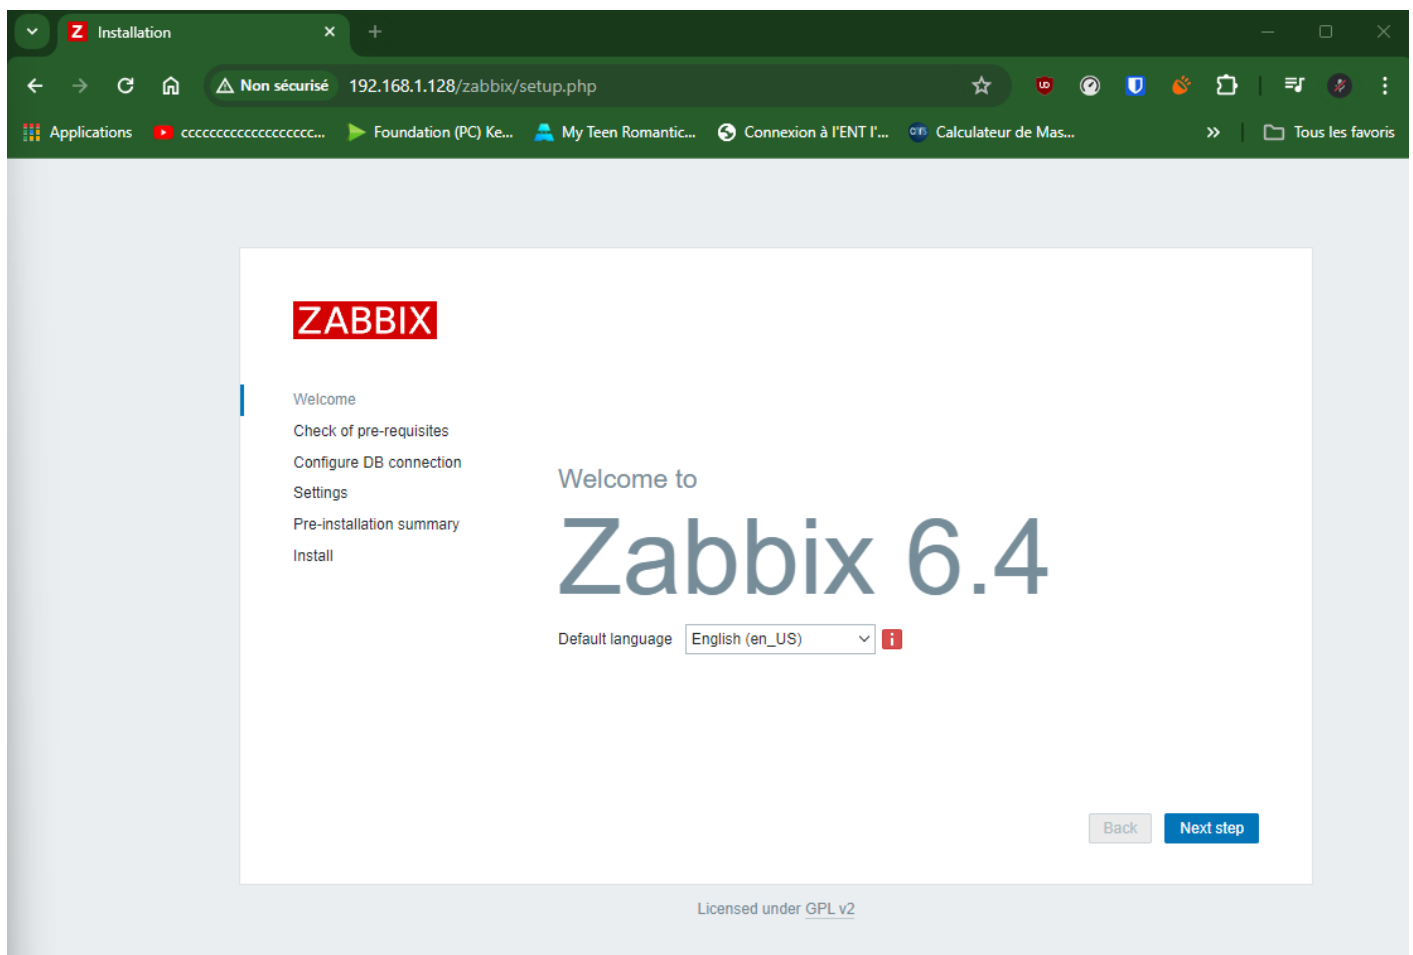 Z Installation
Non sécurisé 192.168.1.128/zabbix/setup.php
Applications cccccccccccccccccc... Foundation (PC) Ke... My Teen Romantic... Connexion à l'ENT l'... Calculateur de Mas... » Tous les favoris
ZABBIX
Welcome
Check of pre-requisites
Configure DB connection
Settings
Pre-installation summary
Install
Welcome to
Zabbix 6.4
Default language English (en_US) i
Back Next step
Licensed under GPL v2